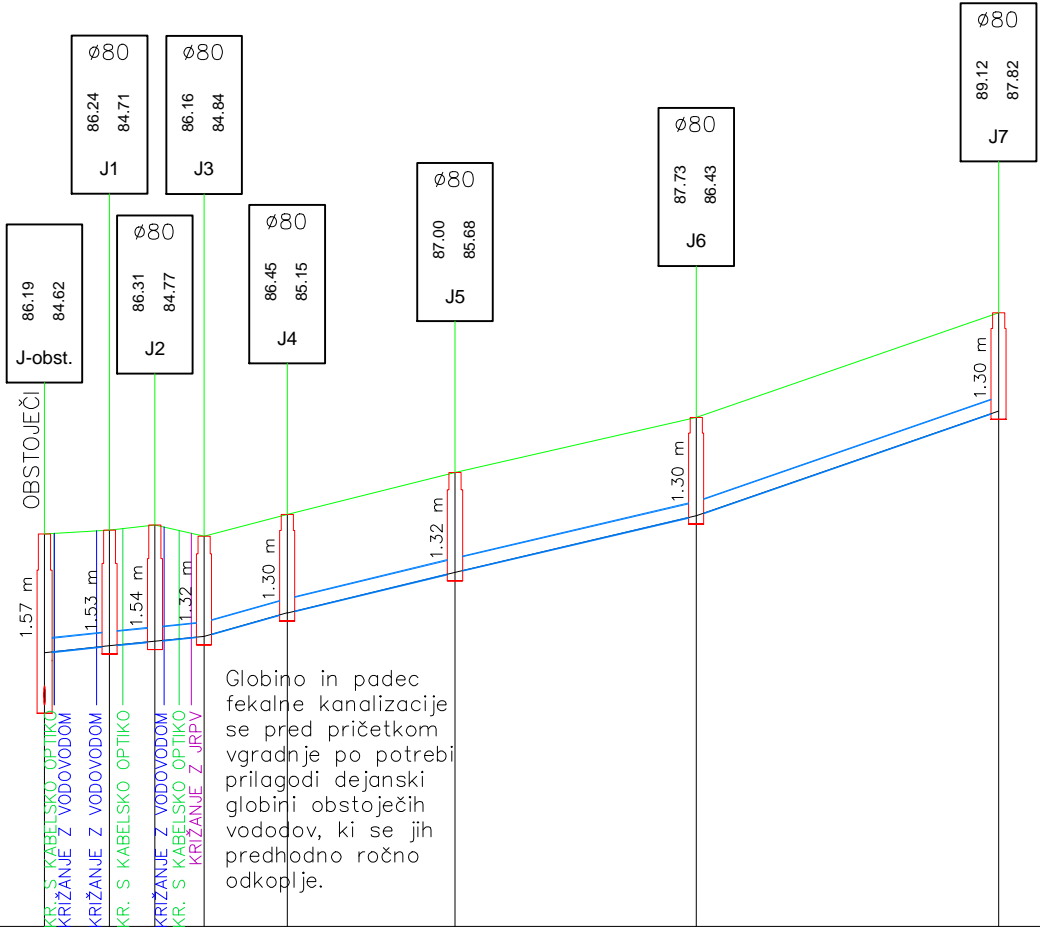 86.19
84.62
J-obst.
ø80
86.24
84.71
J1
ø80
86.31
84.77
J2
ø80
86.16
84.84
J3
ø80
86.45
85.15
J4
ø80
87.00
85.68
J5
ø80
87.73
86.43
J6
ø80
89.12
87.82
J7
OBSTOJEČI
1.57 m
1.53 m
1.54 m
1.32 m
1.30 m
1.32 m
1.30 m
1.30 m
KR. S KABELSKO OPTIKO
KRIŽANJE Z VODOVODOM
KRIŽANJE Z VODOVODOM
KR. S KABELSKO OPTIKO
KRIŽANJE Z VODOVODOM
KR. S KABELSKO OPTIKO
KRIŽANJE Z JRPV
Globino in padec
fekalne kanalizacije
se pred pričetkom
vgradnje po potrebi
prilagodi dejanski
globini obstoječih
vododov, ki se jih
predhodno ročno
odkoplje.